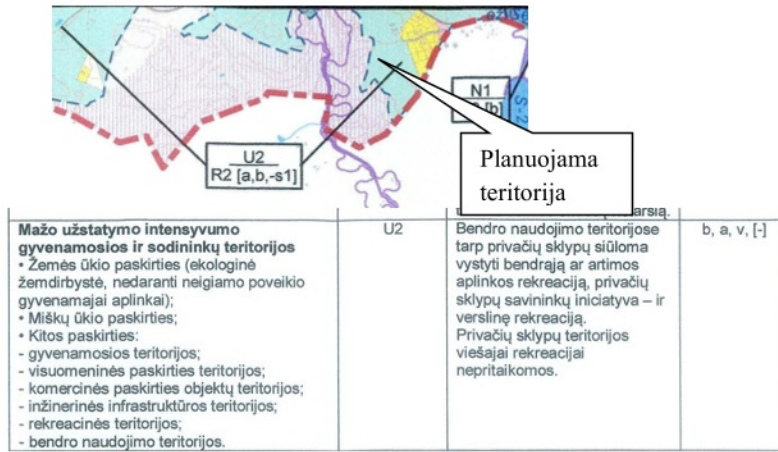 N1
[b]
S-2
U2
R2 [a,b,-s1]
Planuojama
teritorija
Mažo užstatymo intensyvumo
gyvenamosios ir sodininkų teritorijos
• Žemės ūkio paskirties (ekologinė
žemdirbystė, nedaranti neigiamo poveikio
gyvenamajai aplinkai);
• Miškų ūkio paskirties;
• Kitos paskirties:
- gyvenamosios teritorijos;
- visuomeninės paskirties teritorijos;
- komercinės paskirties objektų teritorijos;
- inžinerinės infrastruktūros teritorijos;
- rekreacinės teritorijos;
- bendro naudojimo teritorijos.
U2
Bendro naudojimo teritorijose
tarp privačių sklypų siūloma
vystyti bendrąją ar artimos
aplinkos rekreaciją, privačių
sklypų savininkų iniciatyva – ir
verslinę rekreaciją.
Privačių sklypų teritorijos
viešajai rekreacijai
nepritaikomos.
b, a, v, [-]